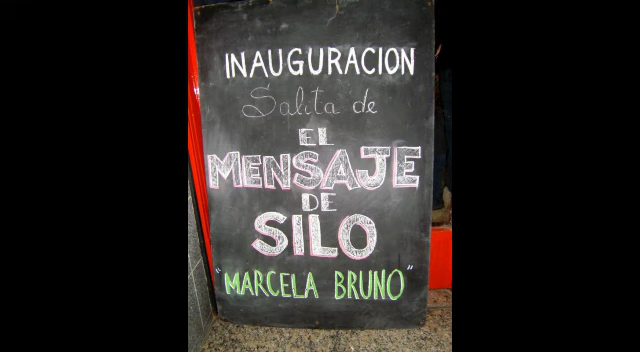 INAUGURACION
Salita de
EL
MENSAJE
DE
SILO
"MARCELA BRUNO"